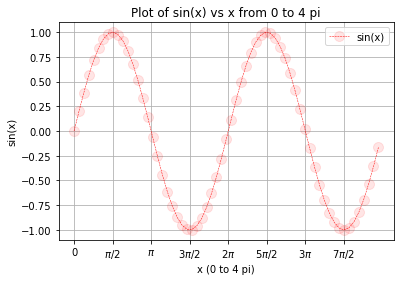 Plot of sin(x) vs x from 0 to 4 pi
sin(x)
1.00
0.75
0.50
0.25
0.00
−0.25
−0.50
−0.75
−1.00
sin(x)
0 π/2 π 3π/2 2π 5π/2 3π 7π/2
x (0 to 4 pi)